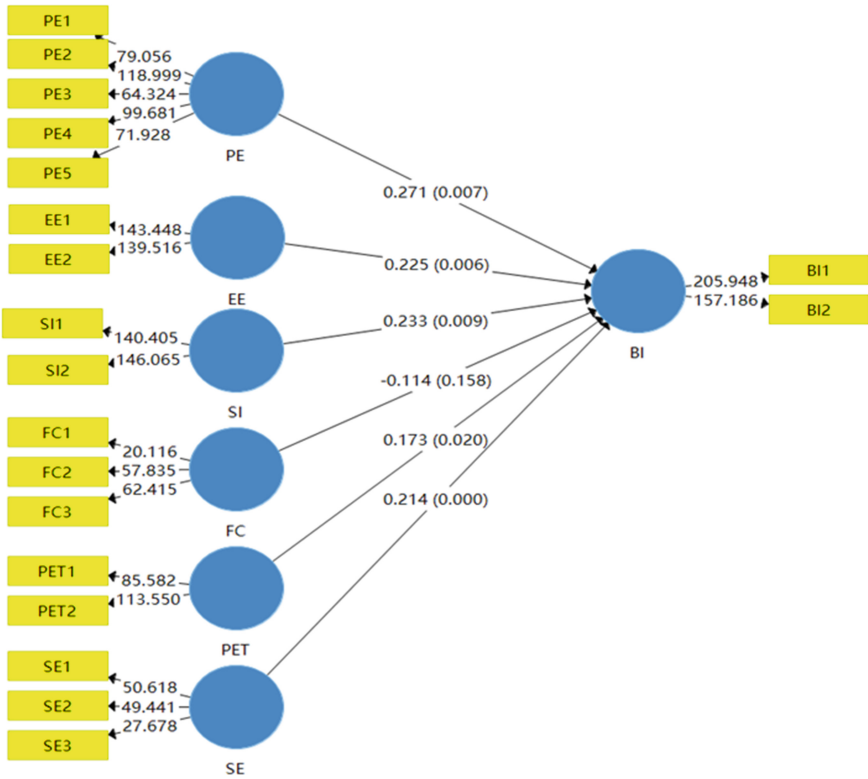 PE1
PE2
PE3
PE4
PE5
79.056
118.999
64.324
99.681
71.928
PE
0.271 (0.007)
EE1
EE2
143.448
139.516
EE
0.225 (0.006)
SI1
SI2
140.405
146.065
SI
0.233 (0.009)
FC1
FC2
FC3
20.116
57.835
62.415
FC
-0.114 (0.158)
PET1
PET2
85.582
113.550
PET
0.173 (0.020)
SE1
SE2
SE3
50.618
49.441
27.678
SE
0.214 (0.000)
BI
205.948
157.186
BI1
BI2